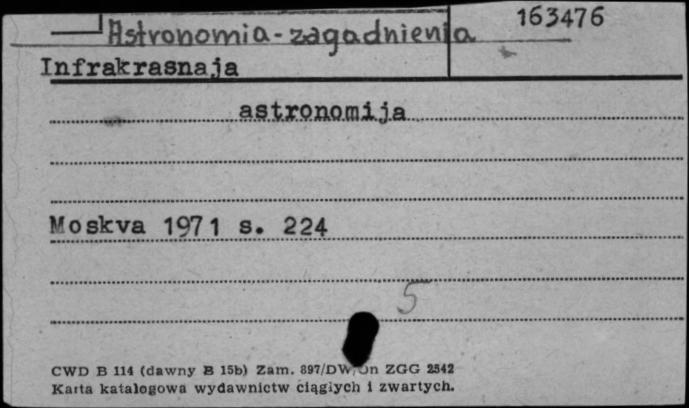 Astronomia-zagadnienia 163476
Infrakrasnaja
astronomija
Moskva 1971 s. 224
5
CWD B 114 (dawny B 15b) Zam. 897/DW/On ZGG 2542
Karta katalogowa wydawnictw ciągłych i zwartych.